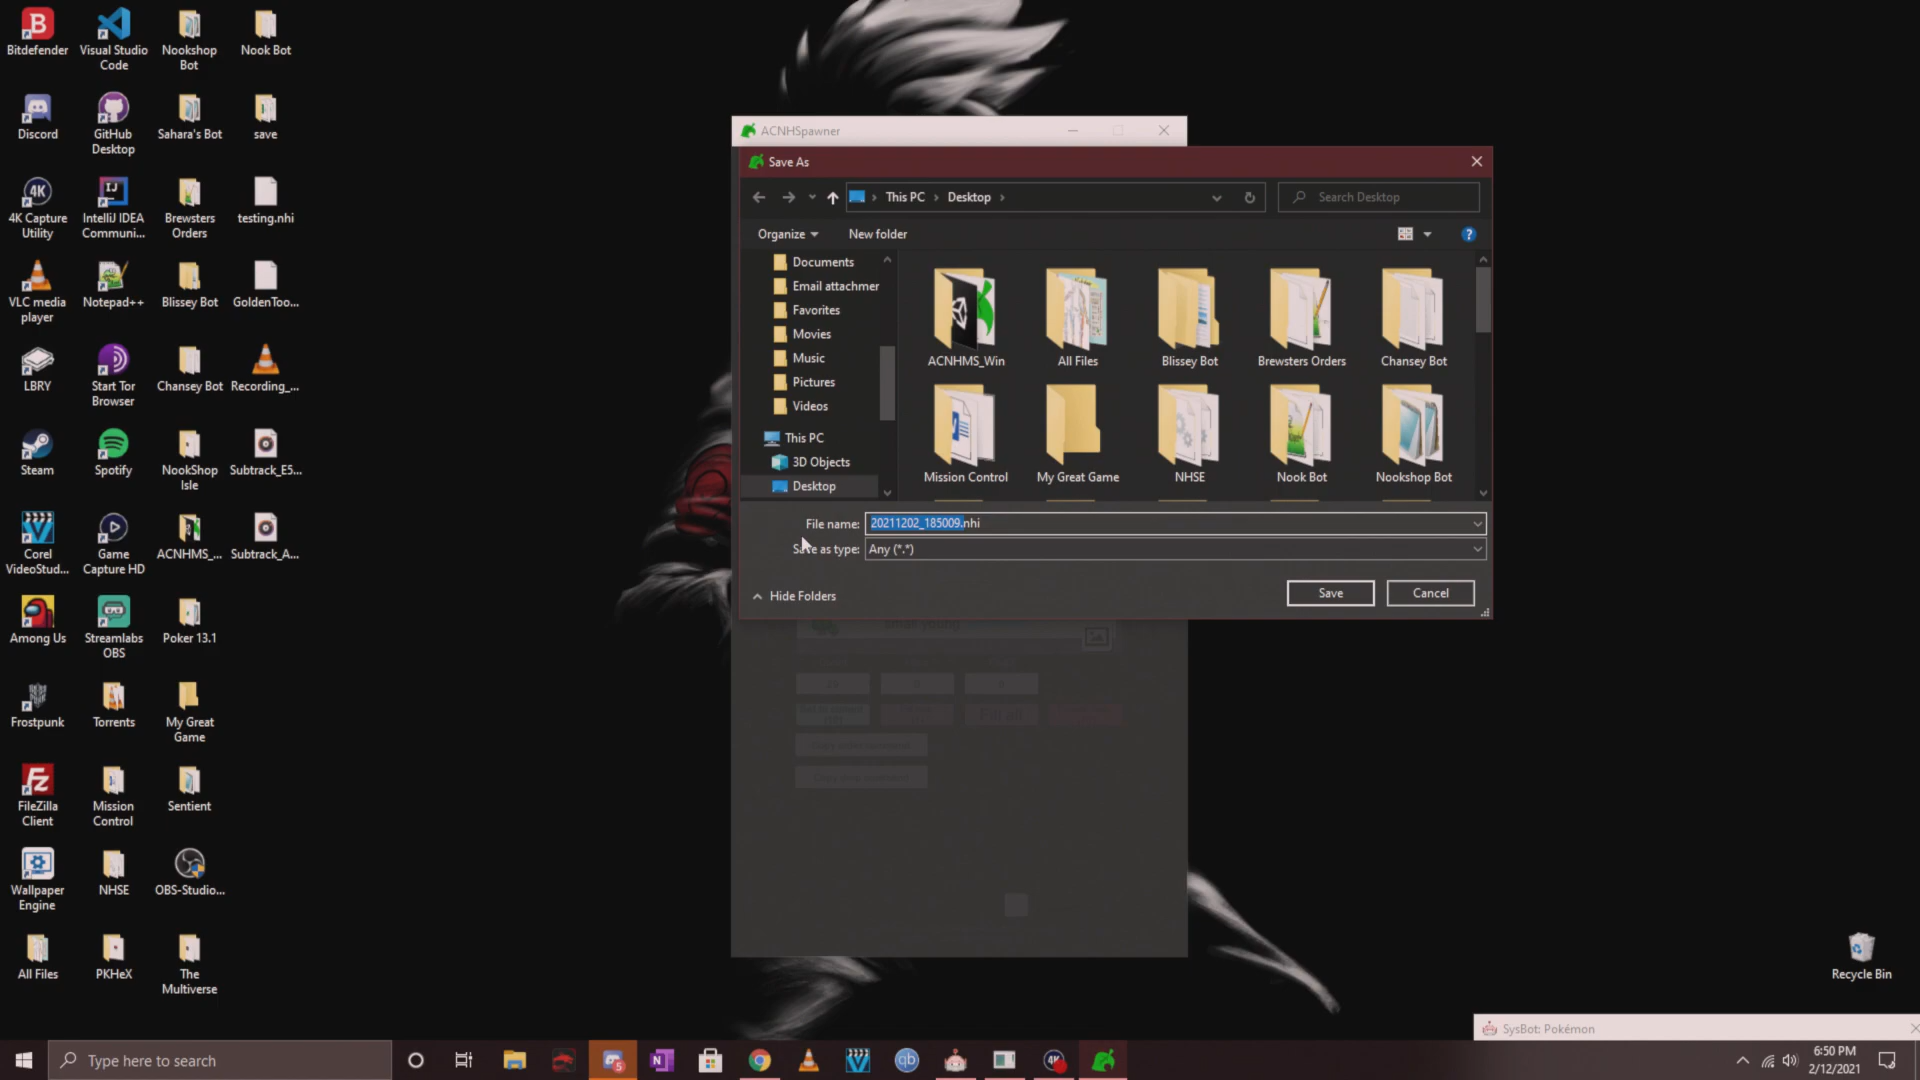 Bitdefender
Visual Studio
Code
Nookshop
Bot
Nook Bot
Discord
GitHub
Desktop
Sahara's Bot
save
4K Capture
Utility
IntelliJ IDEA
Communi...
Brewsters
Orders
testing.nhi
VLC media
player
Notepad++
Blissey Bot
GoldenToo...
LBRY
Start Tor
Browser
Chansey Bot
Recording_...
Steam
Spotify
NookShop
Isle
Subtrack_E5...
Corel
VideoStud...
Game
Capture HD
ACNHMS_...
Subtrack_A...
Among Us
Streamlabs
OBS
Poker 13.1
Frostpunk
Torrents
My Great
Game
FileZilla
Client
Mission
Control
Sentient
Wallpaper
Engine
NHSE
OBS-Studio...
All Files
PKHeX
The
Multiverse
ACNHSpawner
Save As
This PC
Desktop
Search Desktop
Organize
New folder
Documents
Email attachmer
Favorites
Movies
Music
Pictures
Videos
This PC
3D Objects
Desktop
ACNHMS_Win
All Files
Blissey Bot
Brewsters Orders
Chansey Bot
Mission Control
My Great Game
NHSE
Nook Bot
Nookshop Bot
File name:
20211202_185009.nhi
Save as type:
Any (*.*)
Hide Folders
Save
Cancel
Recycle Bin
SysBot: Pokémon
Type here to search
6:50 PM
2/12/2021